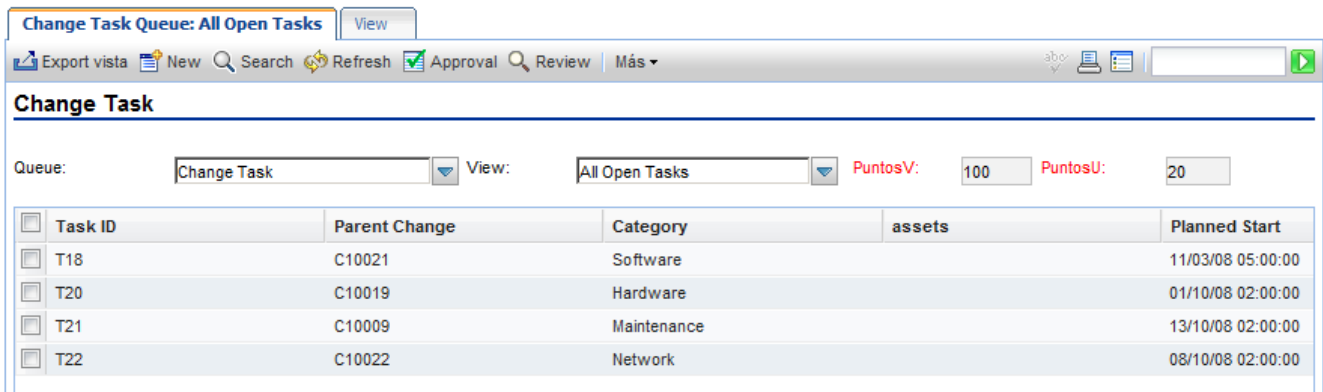 Change Task Queue: All Open Tasks View
Export vista New Search Refresh Approval Review Más
abc
Change Task
Queue: Change Task View: All Open Tasks PuntosV: 100 PuntosU: 20
Task ID Parent Change Category assets Planned Start
T18 C10021 Software 11/03/08 05:00:00
T20 C10019 Hardware 01/10/08 02:00:00
T21 C10009 Maintenance 13/10/08 02:00:00
T22 C10022 Network 08/10/08 02:00:00